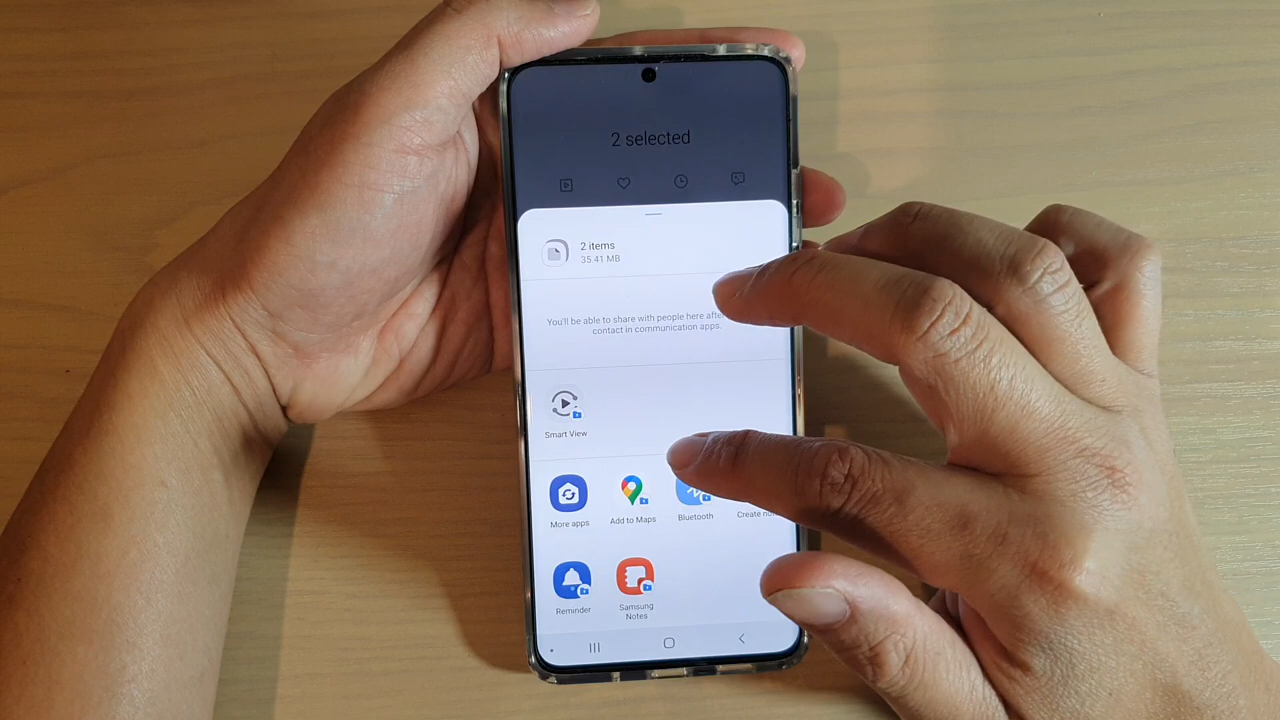 2 selected
2 items
35.41 MB
You'll be able to share with people here after
contact in communication apps.
Smart View
More apps
Add to Maps
Bluetooth
Create
Reminder
Samsung
Notes